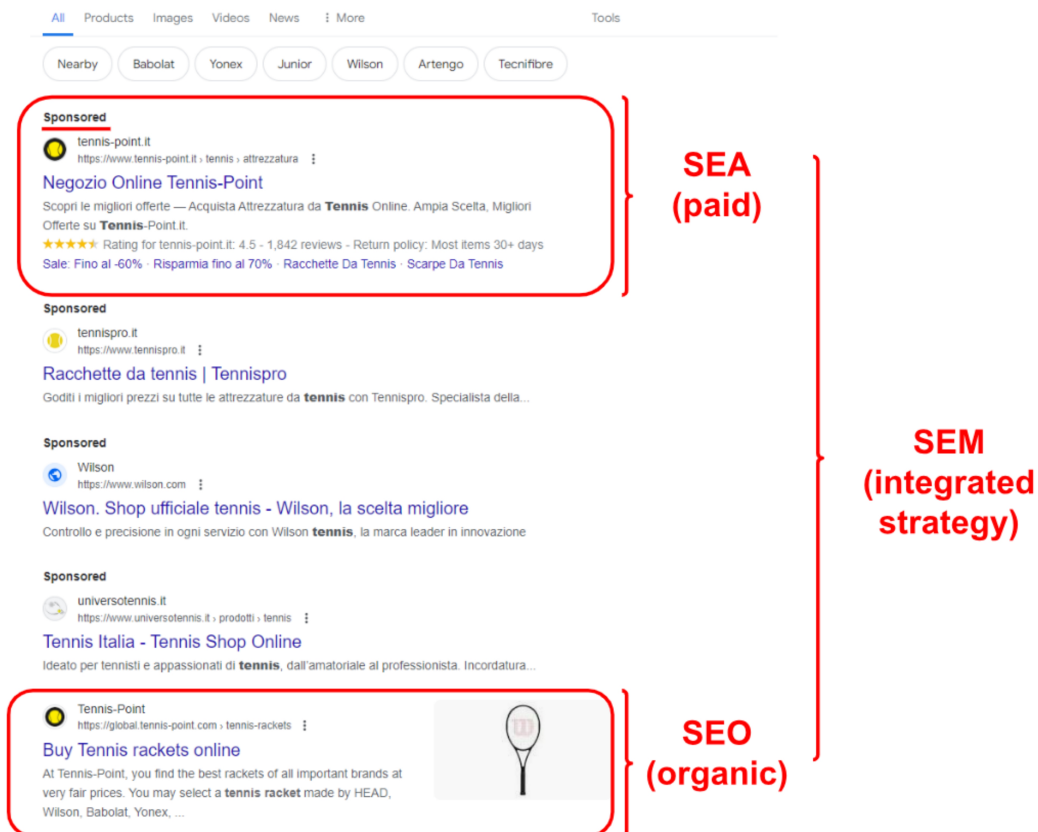 All Products Images Videos News ⋮ More Tools
Nearby Babolat Yonex Junior Wilson Artengo Tecnifibre
Sponsored
tennis-point.it
https://www.tennis-point.it › tennis › attrezzatura ⋮
Negozio Online Tennis-Point
Scopri le migliori offerte — Acquista Attrezzatura da Tennis Online. Ampia Scelta, Migliori
Offerte su Tennis-Point.it.
★★★★★ Rating for tennis-point.it: 4.5 - 1,842 reviews - Return policy: Most items 30+ days
Sale: Fino al -60% · Risparmia fino al 70% · Racchette Da Tennis · Scarpe Da Tennis
SEA
(paid)
Sponsored
tennispro.it
https://www.tennispro.it ⋮
Racchette da tennis | Tennispro
Goditi i migliori prezzi su tutte le attrezzature da tennis con Tennispro. Specialista della...
Sponsored
Wilson
https://www.wilson.com ⋮
Wilson. Shop ufficiale tennis - Wilson, la scelta migliore
Controllo e precisione in ogni servizio con Wilson tennis, la marca leader in innovazione
SEM
(integrated
strategy)
Sponsored
universotennis.it
https://www.universotennis.it › prodotti › tennis ⋮
Tennis Italia - Tennis Shop Online
Ideato per tennisti e appassionati di tennis, dall'amatoriale al professionista. Incordatura...
Tennis-Point
https://global.tennis-point.com › tennis-rackets ⋮
Buy Tennis rackets online
At Tennis-Point, you find the best rackets of all important brands at
very fair prices. You may select a tennis racket made by HEAD,
Wilson, Babolat, Yonex, ...
SEO
(organic)